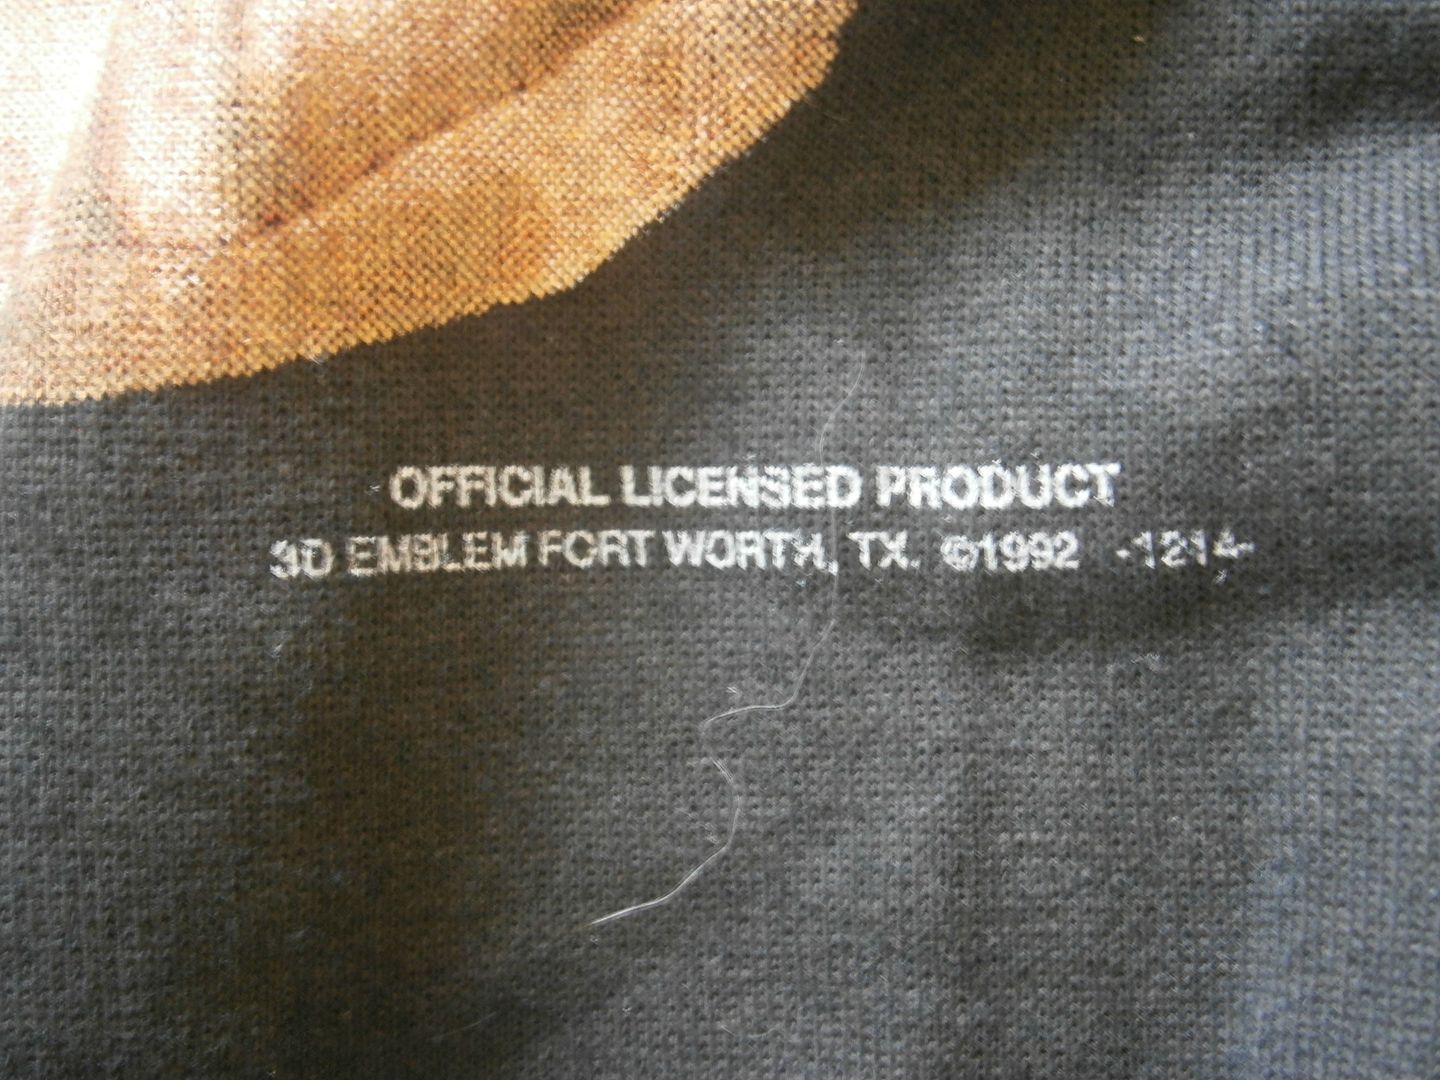 OFFICIAL LICENSED PRODUCT
3D EMBLEM FORT WORTH, TX. ©1992 -1214-